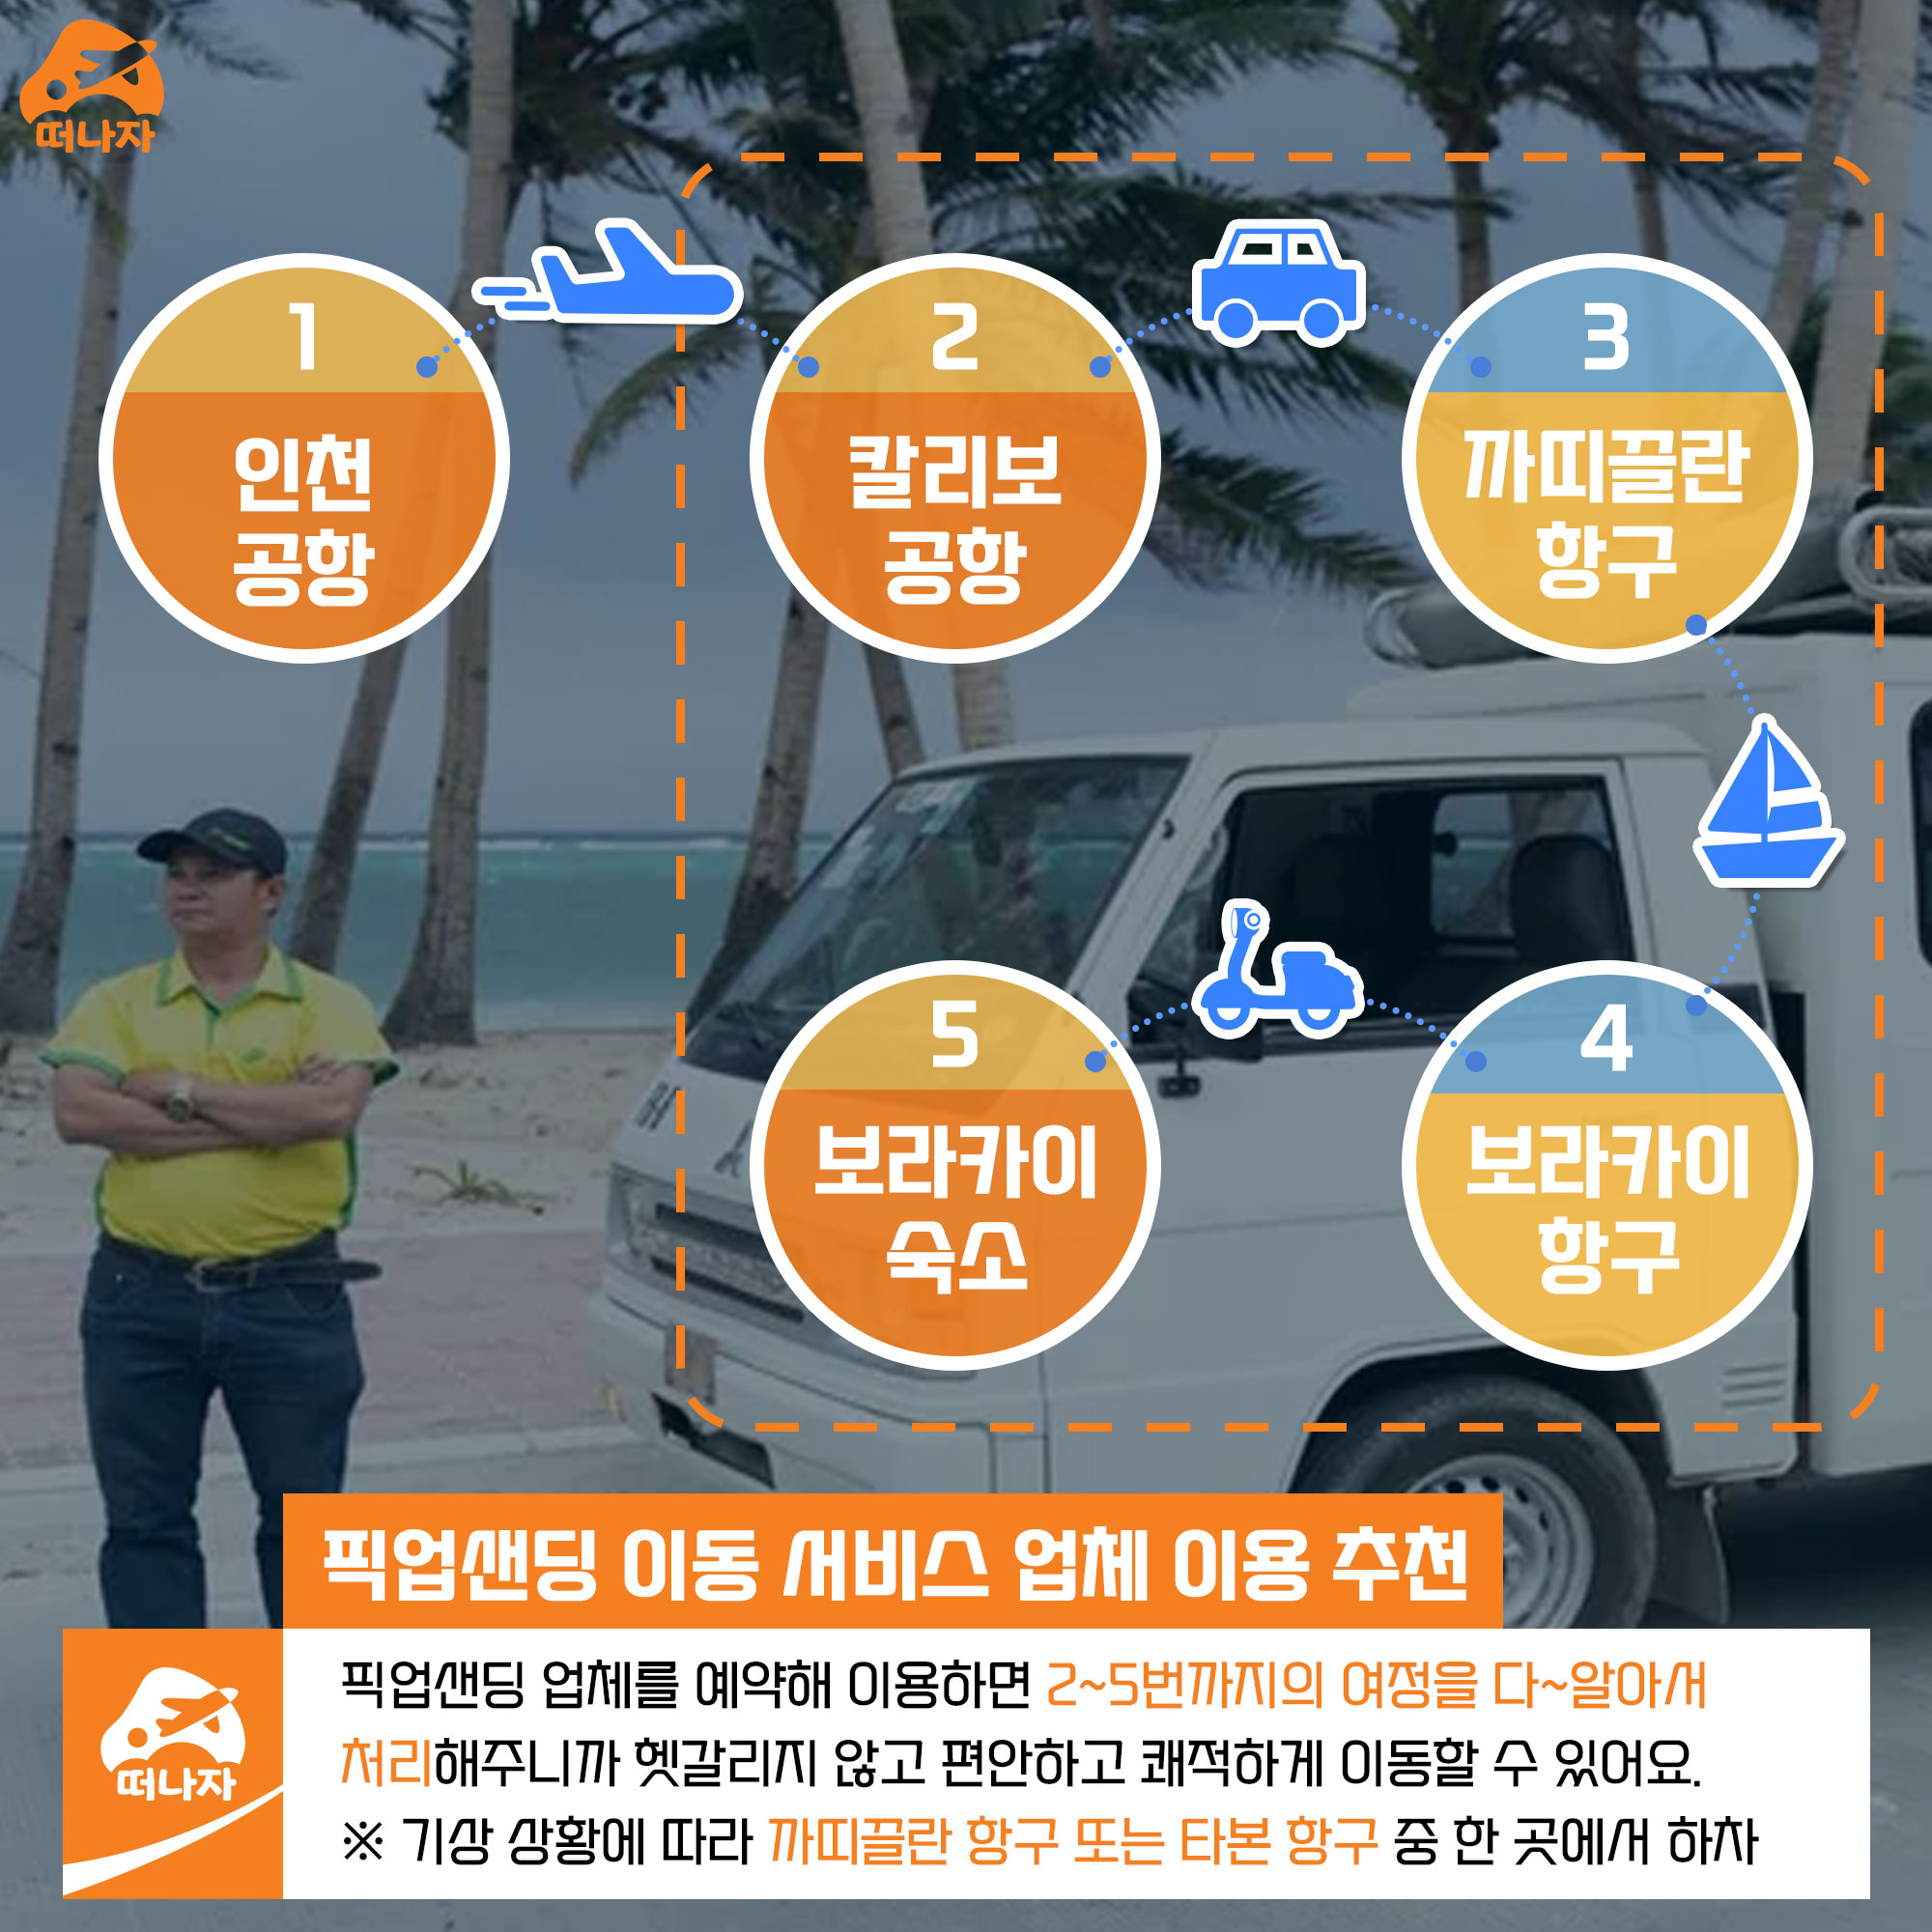 떠나자
1
인천
공항
2
칼리보
공항
3
까띠끌란
항구
4
보라카이
항구
5
보라카이
숙소
픽업샌딩 이동 서비스 업체 이용 추천
떠나자
픽업샌딩 업체를 예약해 이용하면 2~5번까지의 여정을 다~알아서
처리해주니까 헷갈리지 않고 편안하고 쾌적하게 이동할 수 있어요.
※ 기상 상황에 따라 까띠끌란 항구 또는 타본 항구 중 한 곳에서 하차